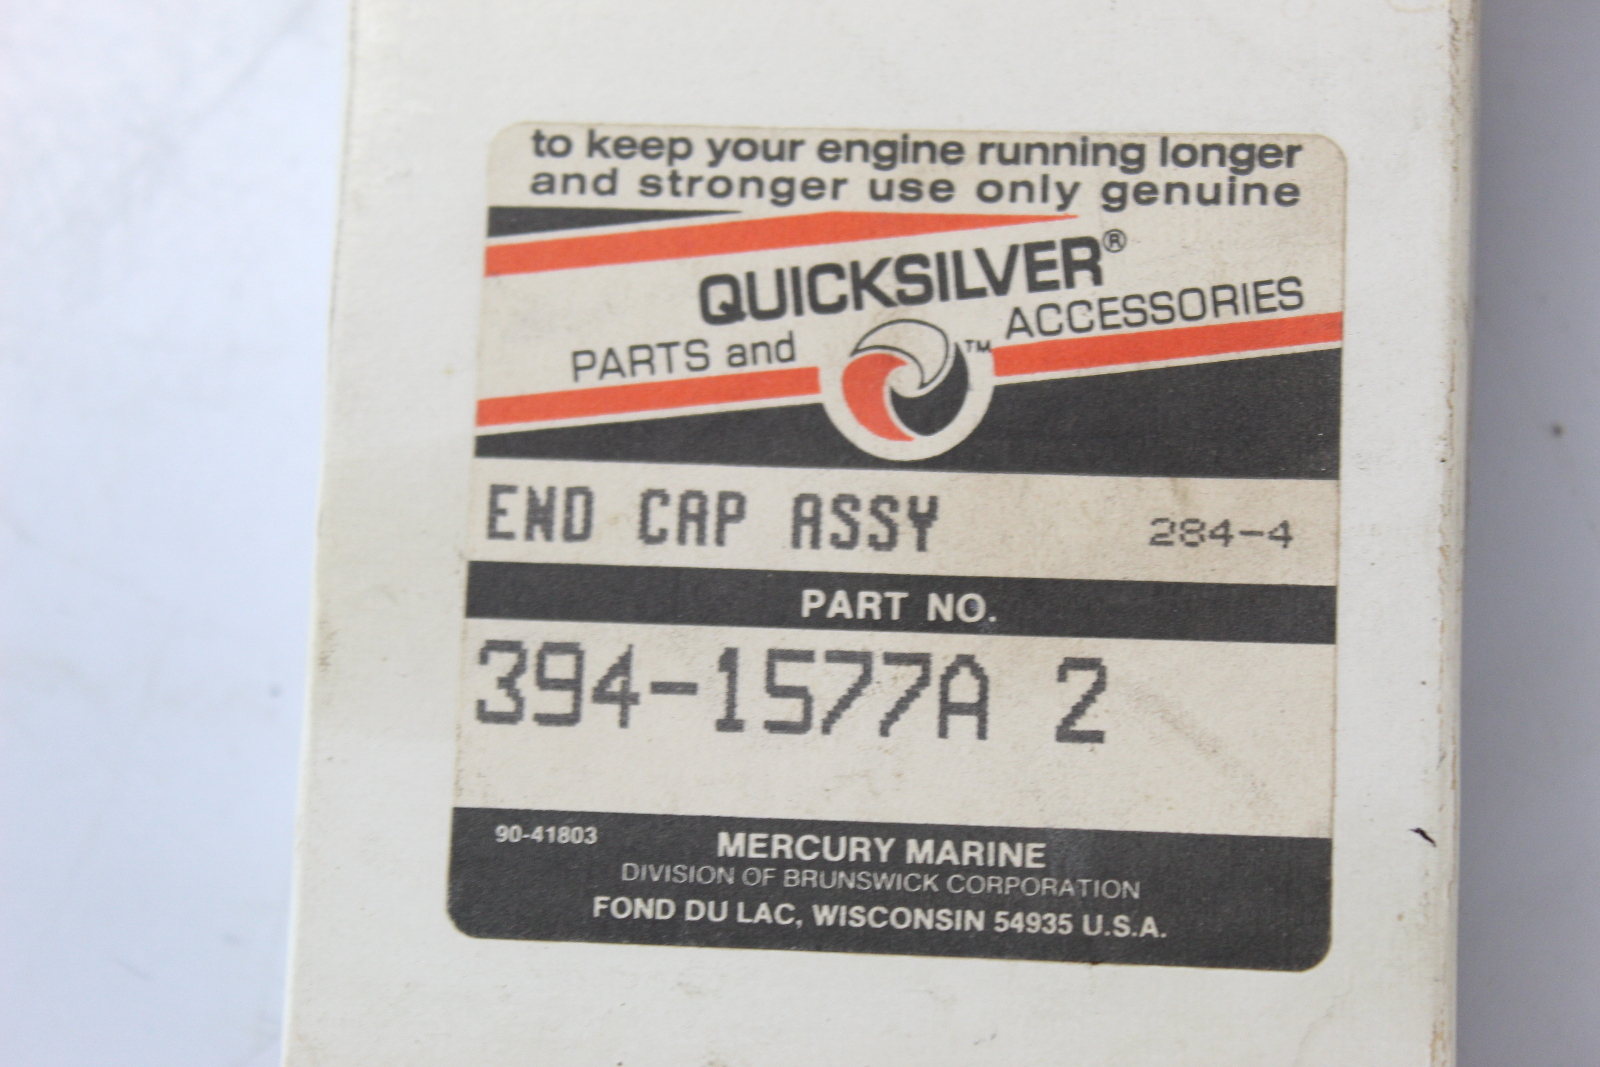 to keep your engine running longer
and stronger use only genuine
QUICKSILVER®
PARTS and ACCESSORIES
™
END CAP ASSY 284-4
PART NO.
394-1577A 2
90-41803
MERCURY MARINE
DIVISION OF BRUNSWICK CORPORATION
FOND DU LAC, WISCONSIN 54935 U.S.A.